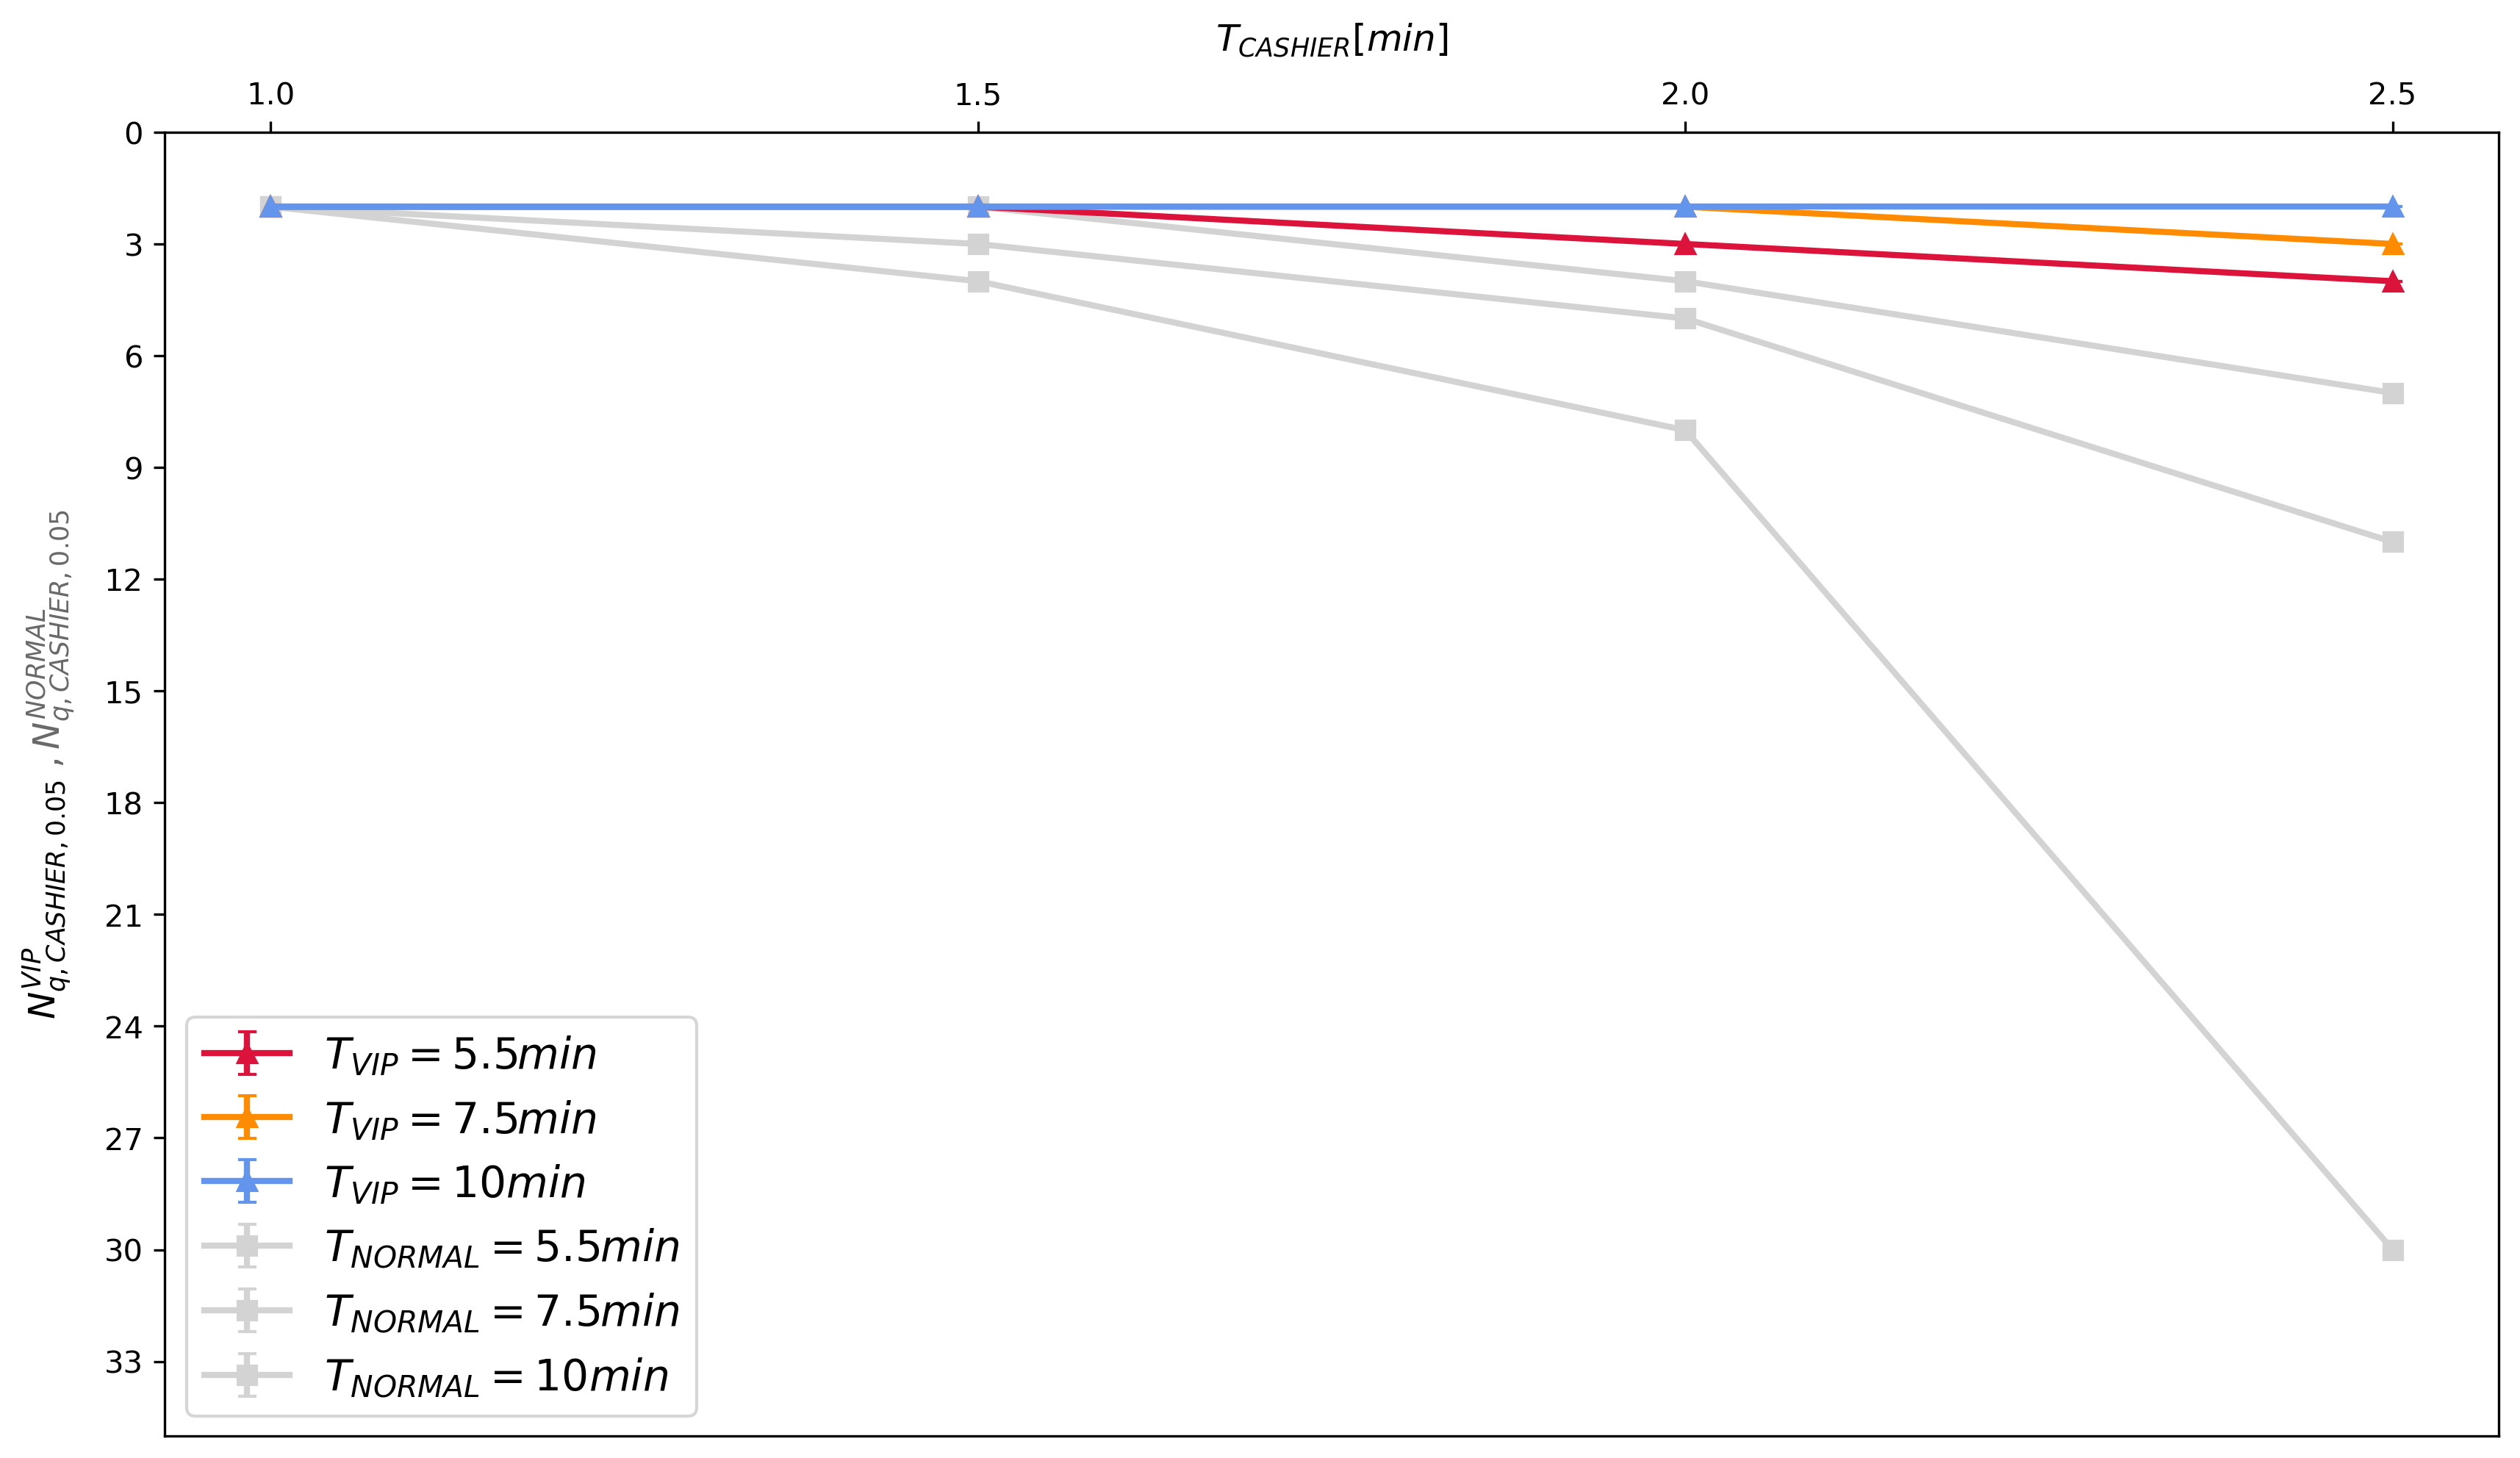 T_CASHIER[min]
1.0 1.5 2.0 2.5
0
3
6
9
12
15
18
21
24
27
30
33
N^VIP_q,CASHIER,0.05 , N^NORMAL_q,CASHIER,0.05
T_VIP = 5.5min
T_VIP = 7.5min
T_VIP = 10min
T_NORMAL = 5.5min
T_NORMAL = 7.5min
T_NORMAL = 10min